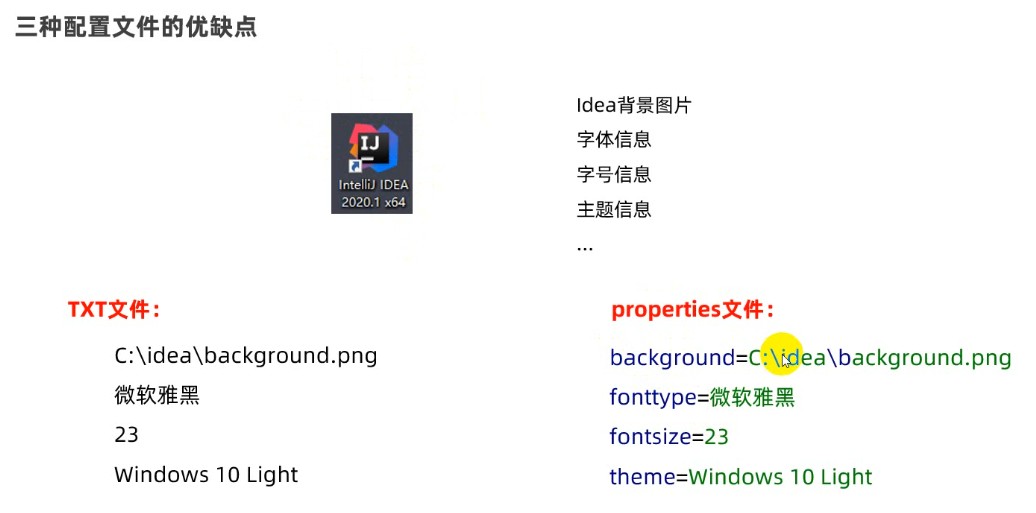 三种配置文件的优缺点
IJ
IntelliJ IDEA
2020.1 x64
Idea背景图片
字体信息
字号信息
主题信息
...
TXT文件：
C:\idea\background.png
微软雅黑
23
Windows 10 Light
properties文件：
background=C:\idea\background.png
fonttype=微软雅黑
fontsize=23
theme=Windows 10 Light